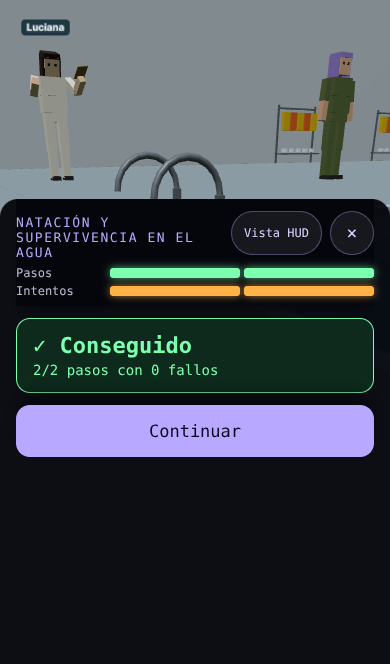 Luciana
NATACIÓN Y
SUPERVIVENCIA EN EL
AGUA
Vista HUD
×
Pasos
Intentos
✓ Conseguido
2/2 pasos con 0 fallos
Continuar